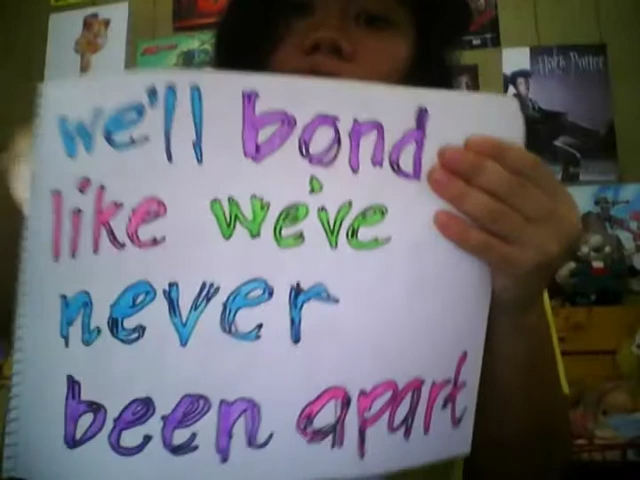 we'll bond
like we've
never
been apart
Harry Potter